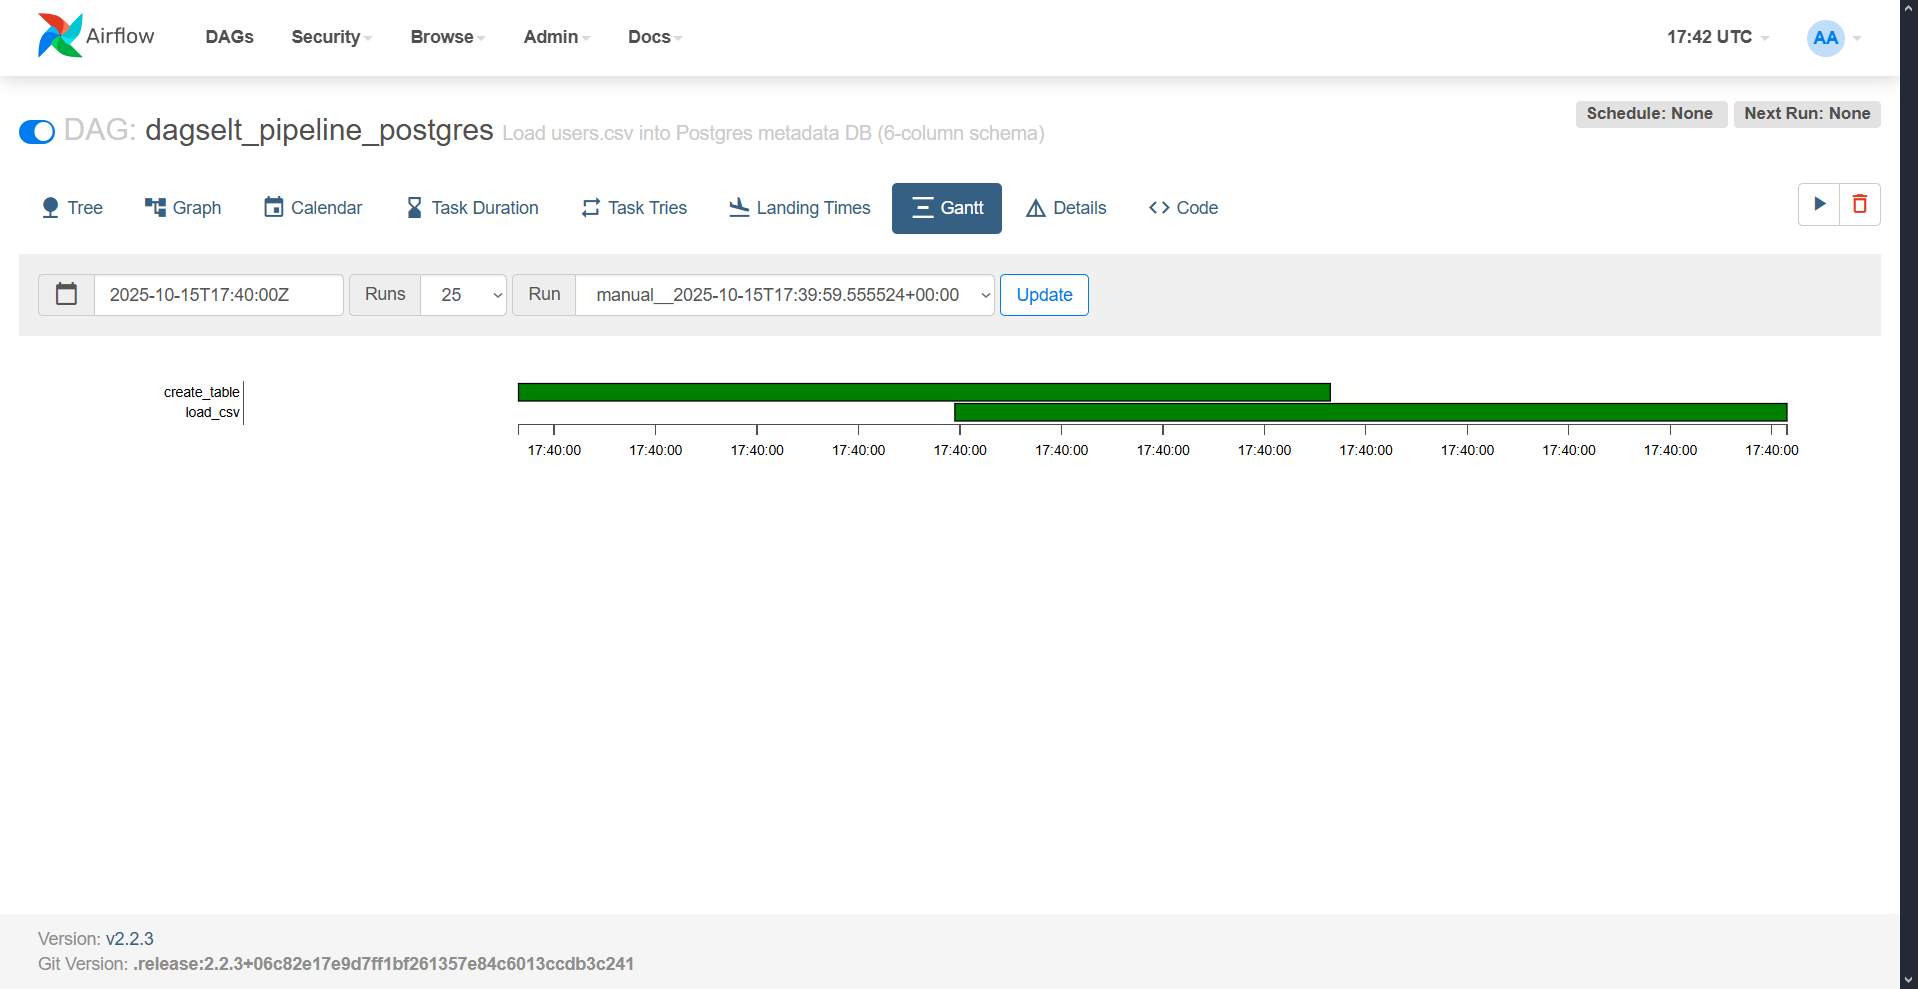 Airflow DAGs Security Browse Admin Docs 17:42 UTC AA
Schedule: None Next Run: None
DAG: dagselt_pipeline_postgres Load users.csv into Postgres metadata DB (6-column schema)
Tree Graph Calendar Task Duration Task Tries Landing Times Gantt Details Code
2025-10-15T17:40:00Z Runs 25 Run manual__2025-10-15T17:39:59.555524+00:00 Update
create_table
load_csv
17:40:00 17:40:00 17:40:00 17:40:00 17:40:00 17:40:00 17:40:00 17:40:00 17:40:00 17:40:00 17:40:00 17:40:00 17:40:00
Version: v2.2.3
Git Version: .release:2.2.3+06c82e17e9d7ff1bf261357e84c6013ccdb3c241